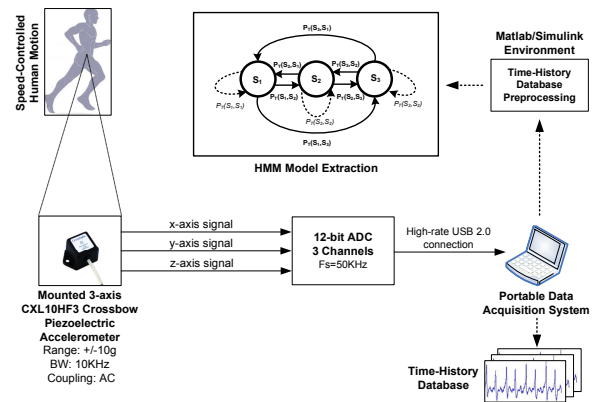 Speed-Controlled
Human Motion
P_T(S_3,S_1)
P_T(S_2,S_1)
P_T(S_3,S_2)
S_1
S_2
S_3
P_T(S_1,S_2)
P_T(S_2,S_3)
P_T(S_1,S_1)
P_T(S_2,S_2)
P_T(S_3,S_3)
P_T(S_1,S_3)
HMM Model Extraction
Matlab/Simulink
Environment
Time-History
Database
Preprocessing
x-axis signal
y-axis signal
z-axis signal
12-bit ADC
3 Channels
Fs=50KHz
High-rate USB 2.0
connection
Portable Data
Acquisition System
Mounted 3-axis
CXL10HF3 Crossbow
Piezoelectric
Accelerometer
Range: +/-10g
BW: 10KHz
Coupling: AC
Time-History
Database